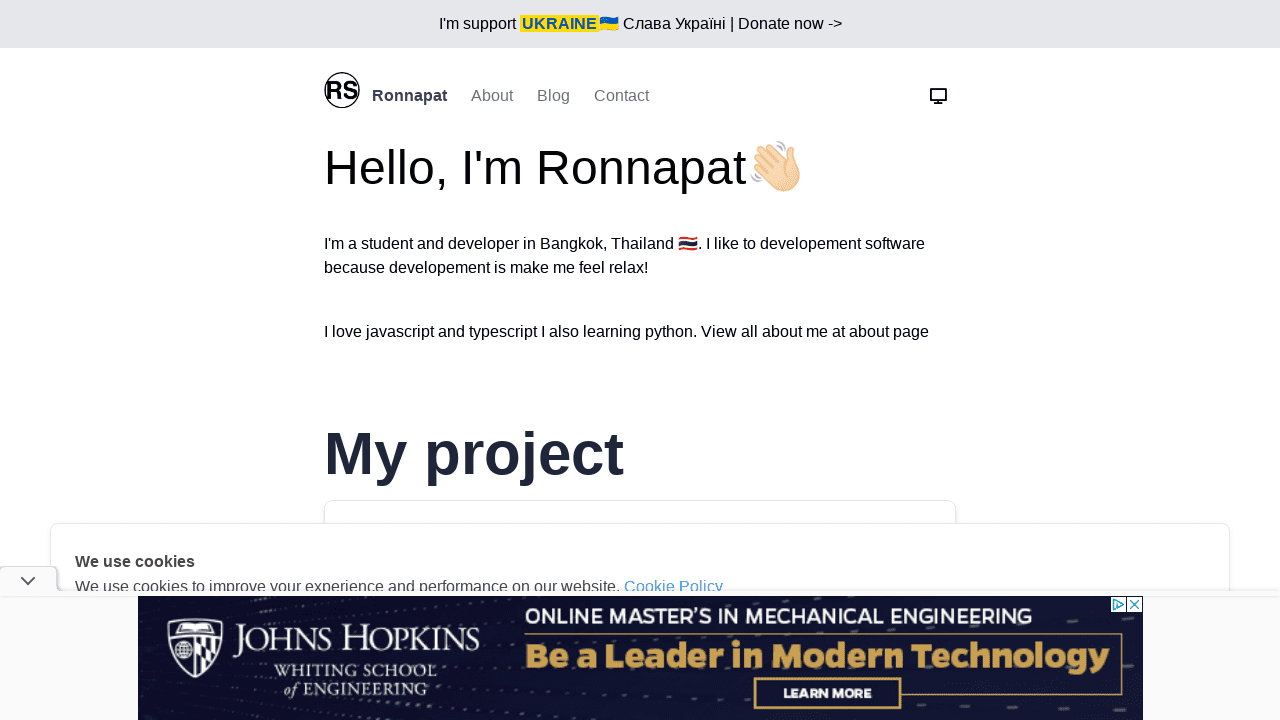 I'm support UKRAINE🇺🇦 Слава Україні | Donate now ->
RS Ronnapat About Blog Contact
Hello, I'm Ronnapat👋🏻
I'm a student and developer in Bangkok, Thailand 🇹🇭. I like to developement software
because developement is make me feel relax!
I love javascript and typescript I also learning python. View all about me at about page
My project
We use cookies
We use cookies to improve your experience and performance on our website. Cookie Policy
JOHNS HOPKINS
WHITING SCHOOL
of ENGINEERING
ONLINE MASTER'S IN MECHANICAL ENGINEERING
Be a Leader in Modern Technology
LEARN MORE